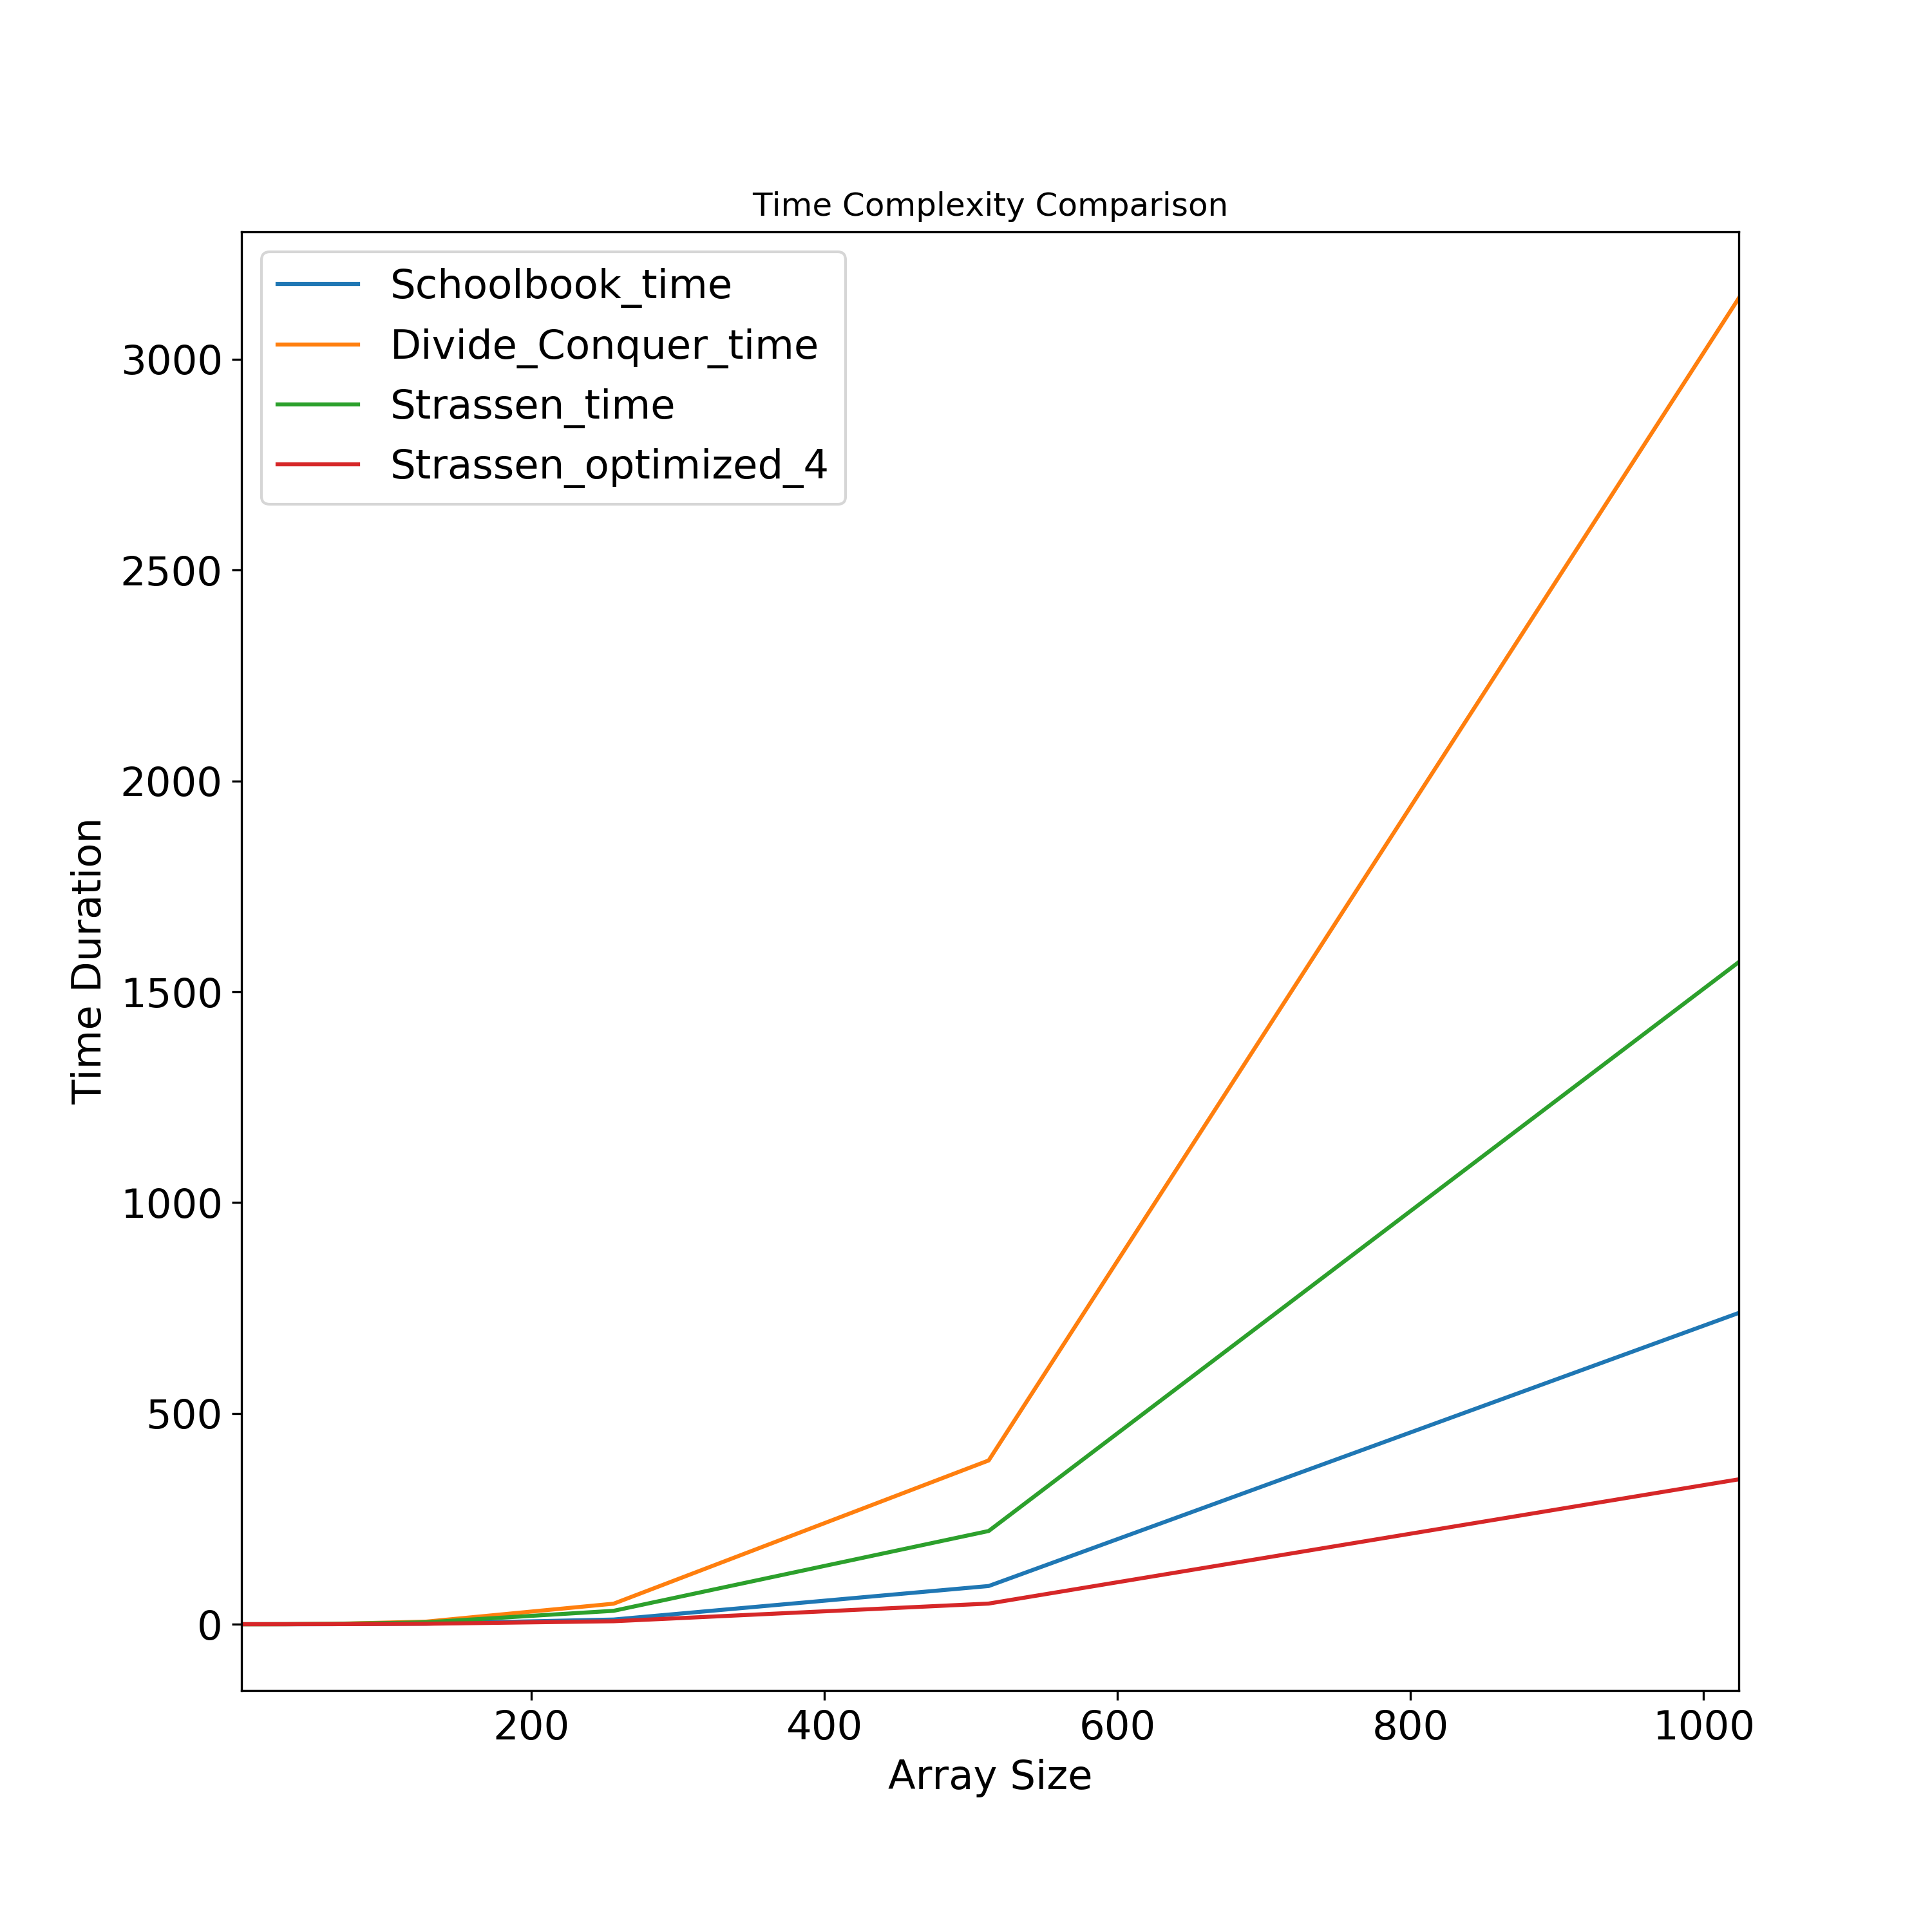 Time Complexity Comparison
Schoolbook_time
Divide_Conquer_time
Strassen_time
Strassen_optimized_4
3000
2500
2000
1500
1000
500
0
Time Duration
200 400 600 800 1000
Array Size